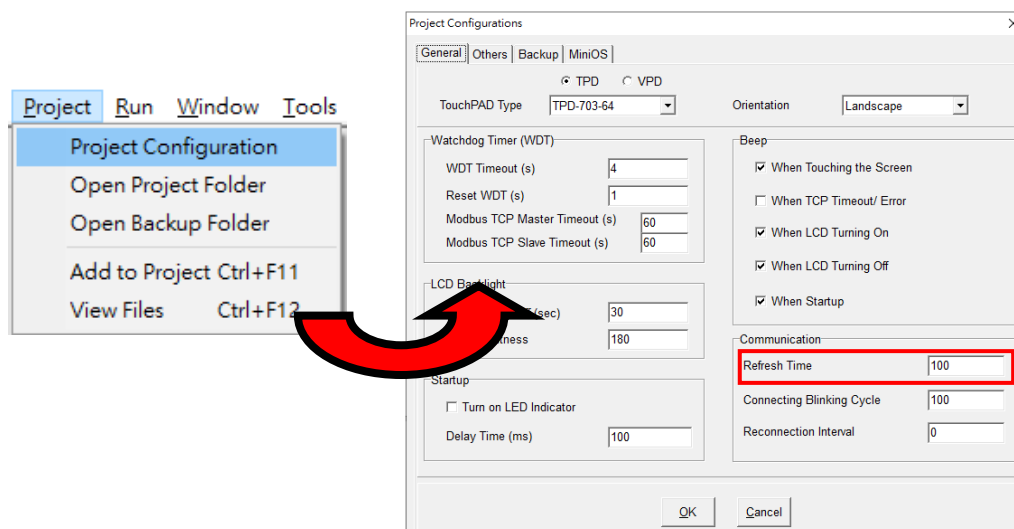 Project Run Window Tools
Project Configuration
Open Project Folder
Open Backup Folder
Add to Project Ctrl+F11
View Files Ctrl+F12
Project Configurations
General Others Backup MiniOS
TPD VPD
TouchPAD Type TPD-703-64 Orientation Landscape
Watchdog Timer (WDT)
WDT Timeout (s) 4
Reset WDT (s) 1
Modbus TCP Master Timeout (s) 60
Modbus TCP Slave Timeout (s) 60
LCD Backlight
(sec) 30
180
Startup
Turn on LED Indicator
Delay Time (ms) 100
Beep
When Touching the Screen
When TCP Timeout/ Error
When LCD Turning On
When LCD Turning Off
When Startup
Communication
Refresh Time 100
Connecting Blinking Cycle 100
Reconnection Interval 0
OK Cancel